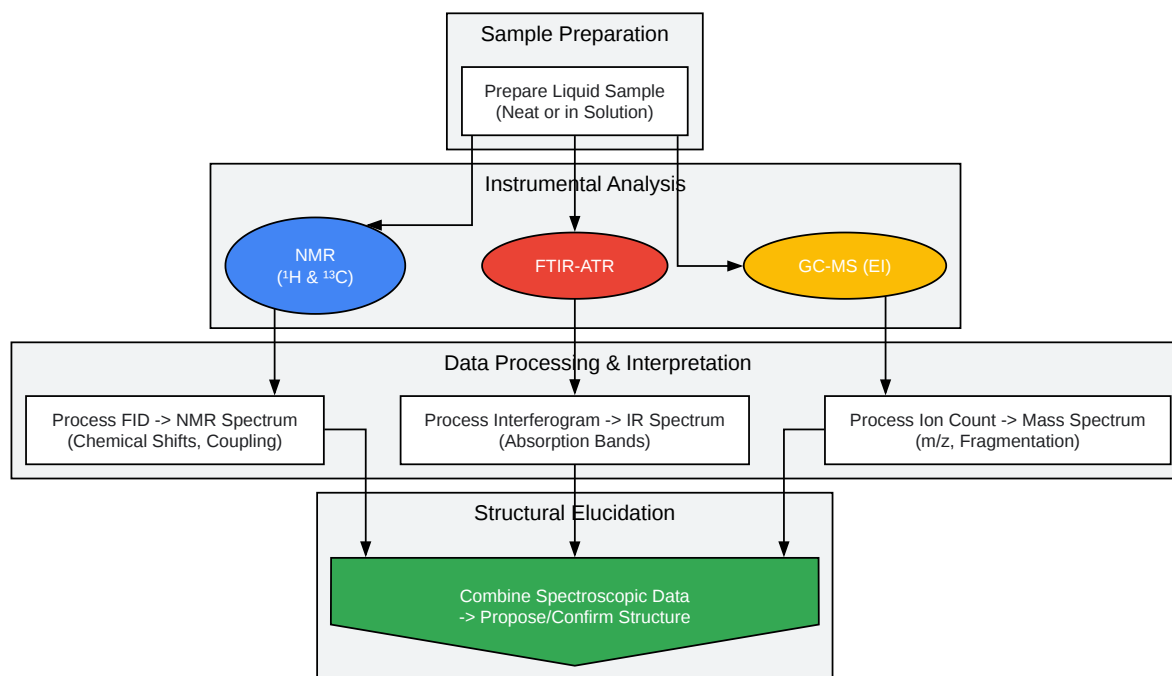 Sample Preparation
Prepare Liquid Sample
(Neat or in Solution)
Instrumental Analysis
NMR
(¹H & ¹³C)
FTIR-ATR
GC-MS (EI)
Data Processing & Interpretation
Process FID -> NMR Spectrum
(Chemical Shifts, Coupling)
Process Interferogram -> IR Spectrum
(Absorption Bands)
Process Ion Count -> Mass Spectrum
(m/z, Fragmentation)
Structural Elucidation
Combine Spectroscopic Data
-> Propose/Confirm Structure